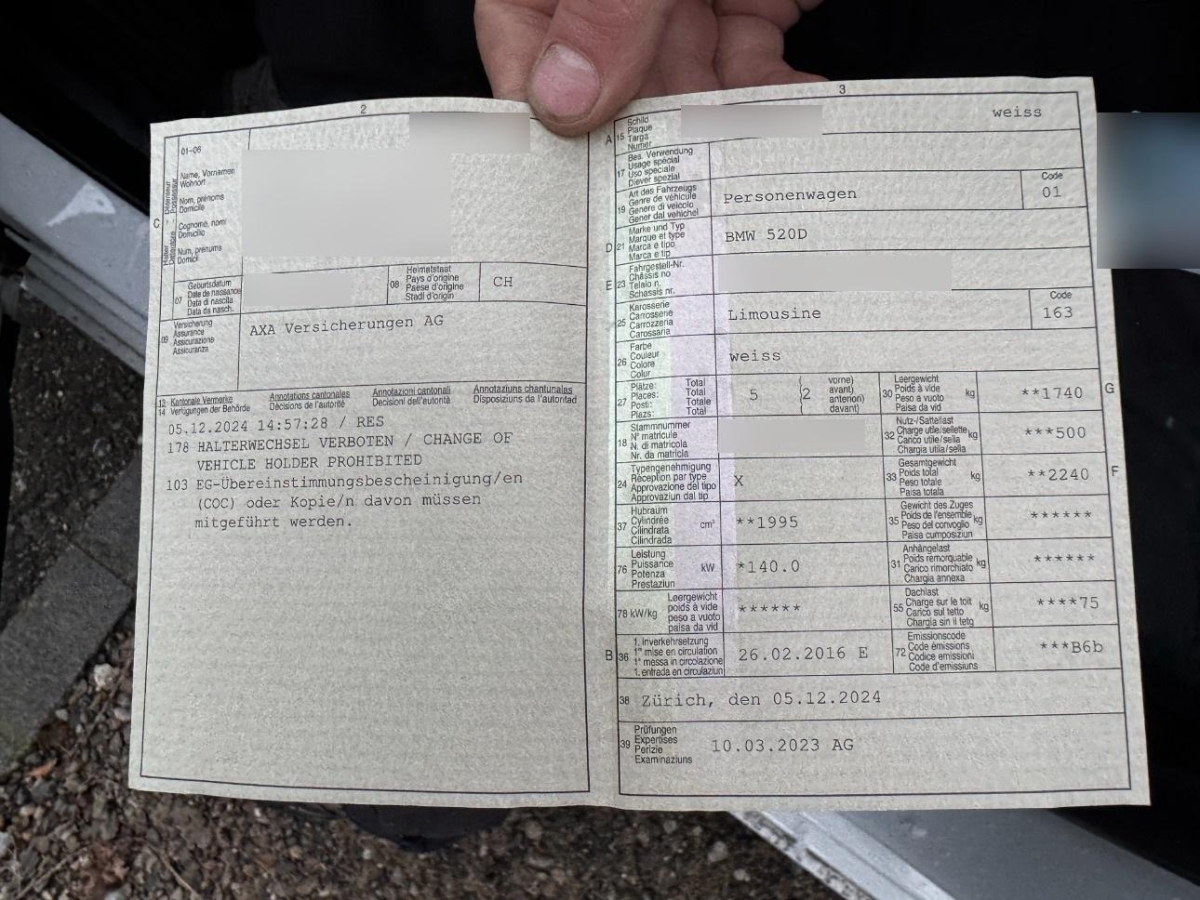 2
01-06
Name, Vornamen
Wohnort
Nom, prénoms
Domicile
C
Cognome, nomi
Domicilio
Num, prenums
Domicil
07
Geburtsdatum
Date de naissance
Data di nascita
Data da nasch.
08
Heimatstaat
Pays d'origine
Paese d'origine
Stadi d'origin
CH
09
Versicherung
Assurance
Assicurazione
Assicuranza
AXA Versicherungen AG
12 Kantonale Vermerke Annotations cantonales Annotazioni cantonali Annotaziuns chantunalas
14 Verfügungen der Behörde Décisions de l'autorité Decisioni dell'autorità Disposiziuns da l'autoritad
05.12.2024 14:57:28 / RES
178 HALTERWECHSEL VERBOTEN / CHANGE OF
VEHICLE HOLDER PROHIBITED
103 EG-Übereinstimmungsbescheinigung/en
(COC) oder Kopie/n davon müssen
mitgeführt werden.
3
A 15
Schild
Plaque
Targa
Numer
weiss
17
Bes. Verwendung
Usage spécial
Uso speciale
Diever spezial
19
Art des Fahrzeugs
Genre de véhicule
Genere di veicolo
Gener dal vehichel
Personenwagen
Code
01
D 21
Marke und Typ
Marque et type
Marca e tipo
Marca e tip
BMW 520D
E 23
Fahrgestell-Nr.
Châssis no
Telaio n.
Schassis nr.
25
Karosserie
Carrosserie
Carrozzeria
Carossaria
Limousine
Code
163
26
Farbe
Couleur
Colore
Colur
weiss
27
Plätze: Total
Places: Total
Posti: Totale
Plazs: Total
5 (2
vorne)
avant)
anteriori)
davant)
30
Leergewicht
Poids à vide
Peso a vuoto
Paisa da vid
kg
**1740
G
18
Stammnummer
N° matricule
N. di matricola
Nr. da matricla
32
Nutz-/Sattellast
Charge utile/sellette
Carico utile/sella
Chargia utila/sella
kg
***500
24
Typengenehmigung
Réception par type
Approvazione del tipo
Approvaziun dal tip
X
33
Gesamtgewicht
Poids total
Peso totale
Paisa totala
kg
**2240
F
37
Hubraum
Cylindrée
Cilindrata
Cilindrada
cm³
**1995
35
Gewicht des Zuges
Poids de l'ensemble
Peso del convoglio
Paisa cumposiziun
kg
******
76
Leistung
Puissance
Potenza
Prestaziun
kW
*140.0
31
Anhängelast
Poids remorquable
Carico rimorchiato
Chargia annexa
kg
******
78 kW/kg
Leergewicht
poids à vide
peso a vuoto
paisa da vid
******
55
Dachlast
Charge sur le toit
Carico sul tetto
Chargia sin il tetg
kg
****75
B 36
1. Inverkehrsetzung
1re mise en circulation
1a messa in circolazione
1. entrada en circulaziun
26.02.2016 E
72
Emissionscode
Code émissions
Codice emissioni
Code d'emissiuns
***B6b
38 Zürich, den 05.12.2024
39
Prüfungen
Expertises
Perizie
Examinaziuns
10.03.2023 AG